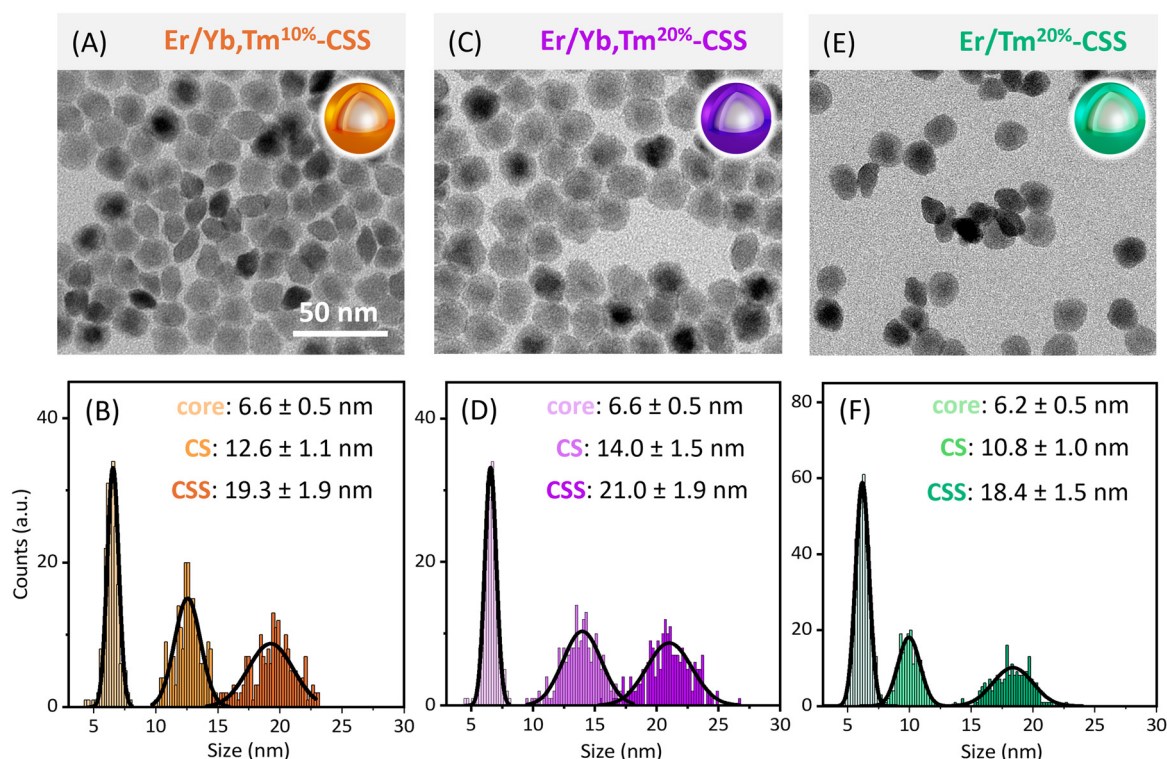 (A) Er/Yb,Tm10%-CSS
(C) Er/Yb,Tm20%-CSS
(E) Er/Tm20%-CSS
50 nm
(B)
core: 6.6 ± 0.5 nm
CS: 12.6 ± 1.1 nm
CSS: 19.3 ± 1.9 nm
40
20
0
Counts (a.u.)
5 10 15 20 25 30
Size (nm)
(D)
core: 6.6 ± 0.5 nm
CS: 14.0 ± 1.5 nm
CSS: 21.0 ± 1.9 nm
40
20
0
5 10 15 20 25 30
Size (nm)
(F)
core: 6.2 ± 0.5 nm
CS: 10.8 ± 1.0 nm
CSS: 18.4 ± 1.5 nm
80
60
40
20
0
5 10 15 20 25 30
Size (nm)